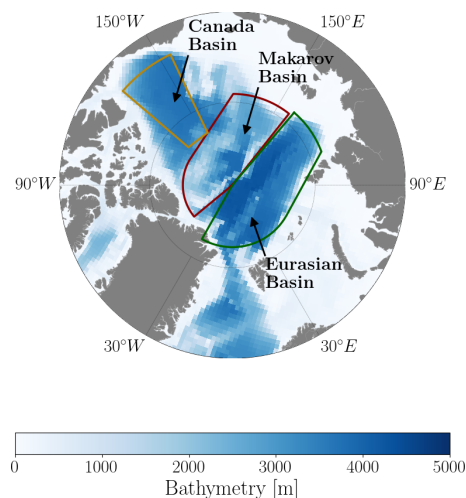 150°W
150°E
Canada
Basin
Makarov
Basin
90°W
90°E
Eurasian
Basin
30°W
30°E
0 1000 2000 3000 4000 5000
Bathymetry [m]